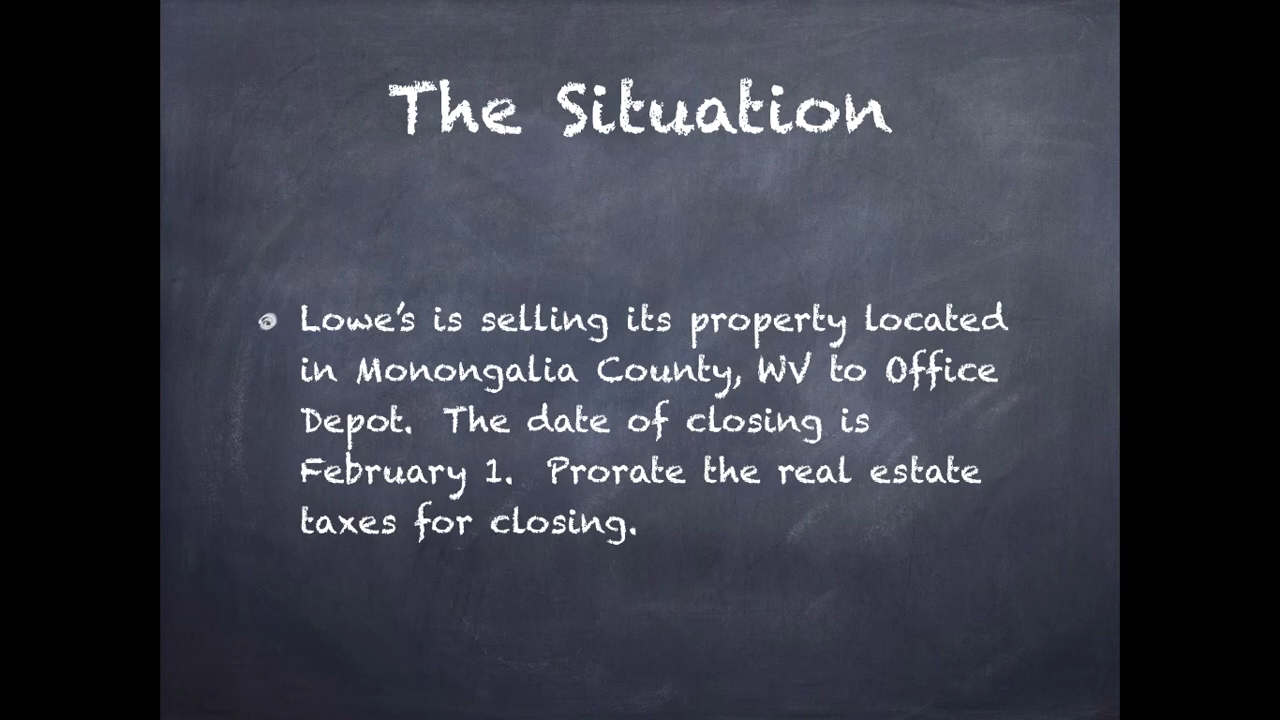 The Situation
Lowe's is selling its property located
in Monongalia County, WV to Office
Depot. The date of closing is
February 1. Prorate the real estate
taxes for closing.